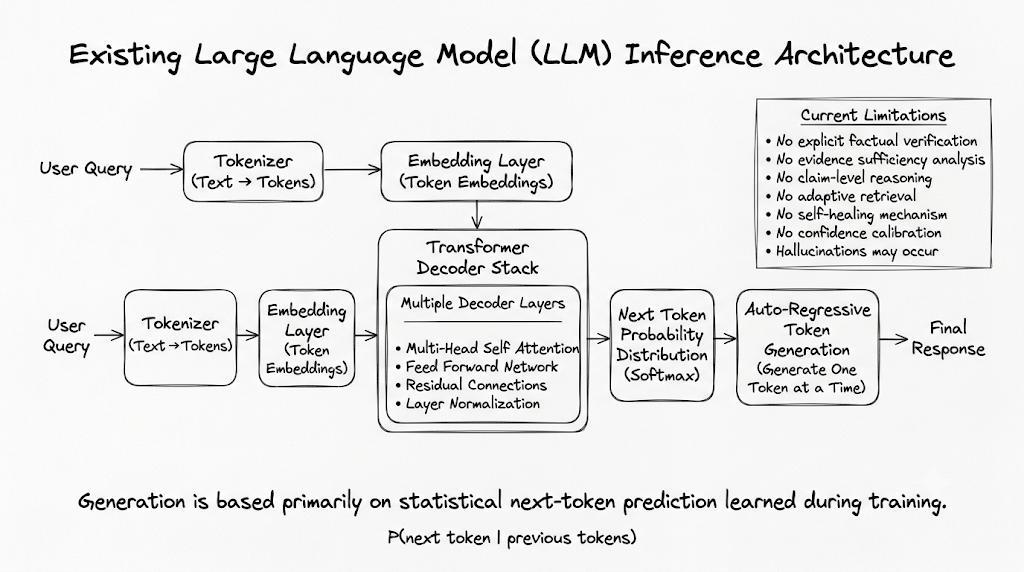 Existing Large Language Model (LLM) Inference Architecture
Current Limitations
• No explicit factual verification
• No evidence sufficiency analysis
• No claim-level reasoning
• No adaptive retrieval
• No self-healing mechanism
• No confidence calibration
• Hallucinations may occur
User Query
Tokenizer
(Text → Tokens)
Embedding Layer
(Token Embeddings)
User
Query
Tokenizer
(Text →Tokens)
Embedding
Layer
(Token
Embeddings)
Transformer
Decoder Stack
Multiple Decoder Layers
• Multi-Head Self Attention
• Feed Forward Network
• Residual Connections
• Layer Normalization
Next Token
Probability
Distribution
(Softmax)
Auto-Regressive
Token
Generation
(Generate One
Token at a Time)
Final
Response
Generation is based primarily on statistical next-token prediction learned during training.
P(next token | previous tokens)